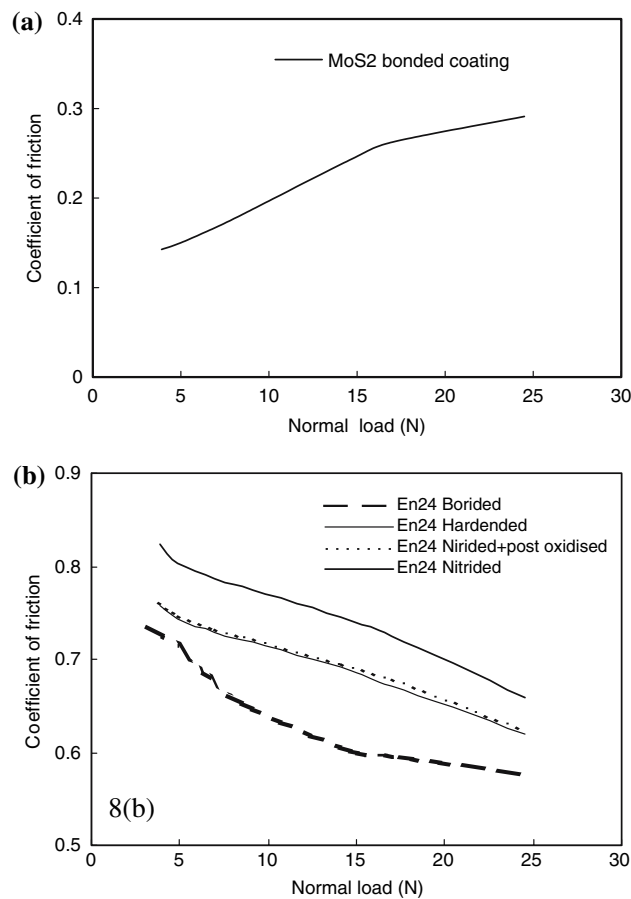 (a)
0.4
0.3
0.2
0.1
0
MoS2 bonded coating
Coefficient of friction
0 5 10 15 20 25 30
Normal load (N)
(b)
0.9
0.8
0.7
0.6
0.5
En24 Borided
En24 Hardended
En24 Nirided+post oxidised
En24 Nitrided
Coefficient of friction
8(b)
0 5 10 15 20 25 30
Normal load (N)